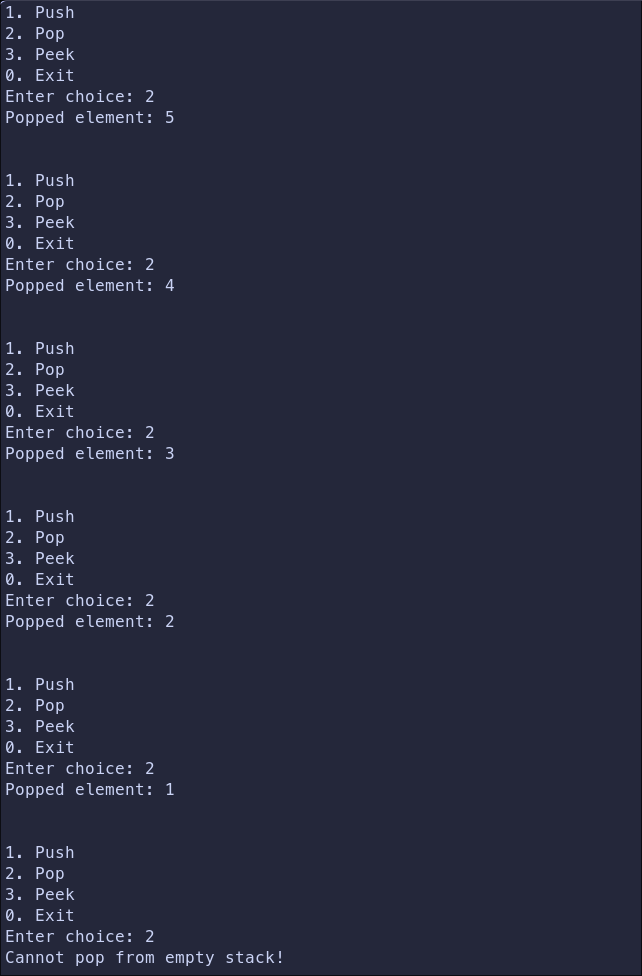 1. Push
2. Pop
3. Peek
0. Exit
Enter choice: 2
Popped element: 5
1. Push
2. Pop
3. Peek
0. Exit
Enter choice: 2
Popped element: 4
1. Push
2. Pop
3. Peek
0. Exit
Enter choice: 2
Popped element: 3
1. Push
2. Pop
3. Peek
0. Exit
Enter choice: 2
Popped element: 2
1. Push
2. Pop
3. Peek
0. Exit
Enter choice: 2
Popped element: 1
1. Push
2. Pop
3. Peek
0. Exit
Enter choice: 2
Cannot pop from empty stack!